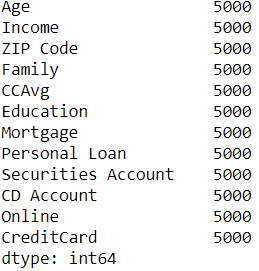 Age 5000
Income 5000
ZIP Code 5000
Family 5000
CCAvg 5000
Education 5000
Mortgage 5000
Personal Loan 5000
Securities Account 5000
CD Account 5000
Online 5000
CreditCard 5000
dtype: int64